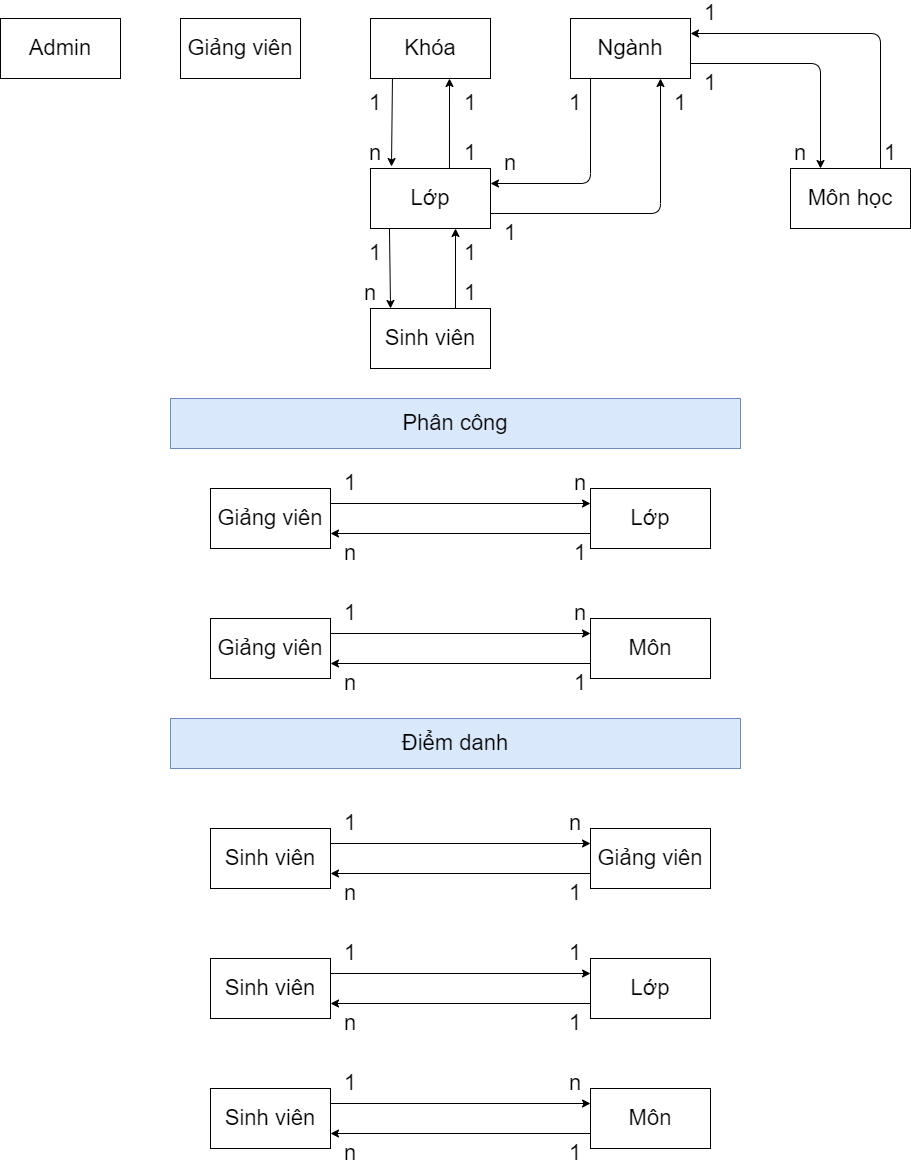 Admin
Giảng viên
Khóa
Ngành
1
1
1
1
1
1
n
1
n
n
1
Lớp
Môn học
1
1
1
n
1
Sinh viên
Phân công
1
n
Giảng viên
Lớp
n
1
1
n
Giảng viên
Môn
n
1
Điểm danh
1
n
Sinh viên
Giảng viên
n
1
1
1
Sinh viên
Lớp
n
1
1
n
Sinh viên
Môn
n
1